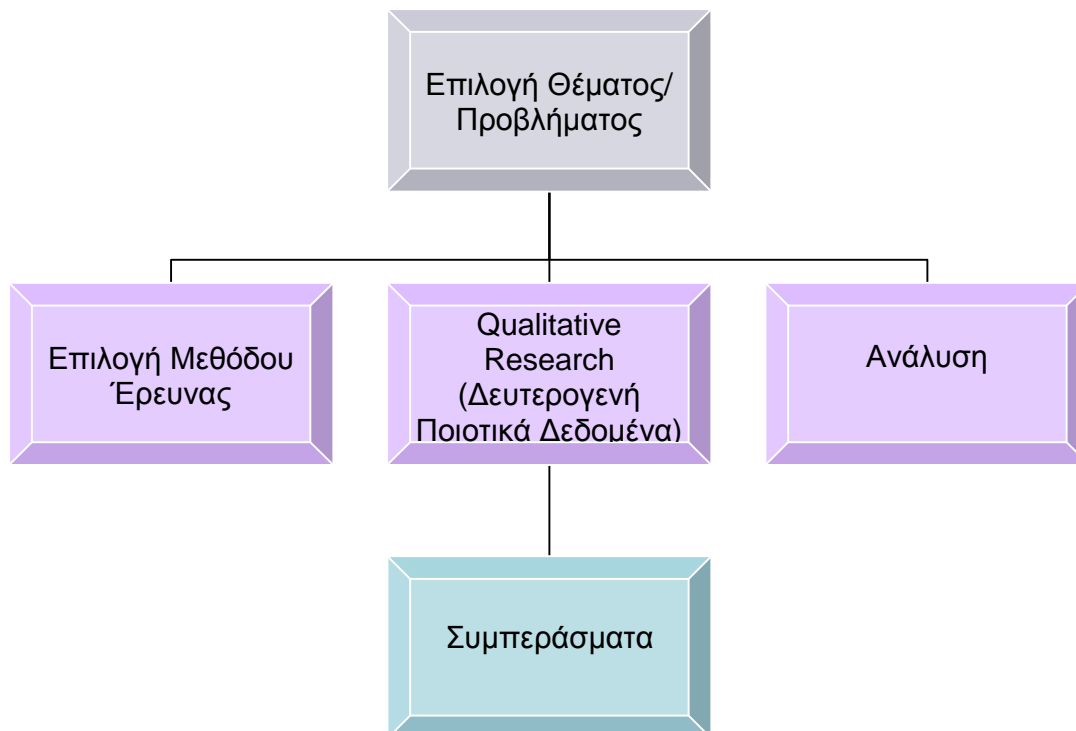 Επιλογή Θέματος/
Προβλήματος
Επιλογή Μεθόδου
Έρευνας
Qualitative
Research
(Δευτερογενή
Ποιοτικά Δεδομένα)
Ανάλυση
Συμπεράσματα